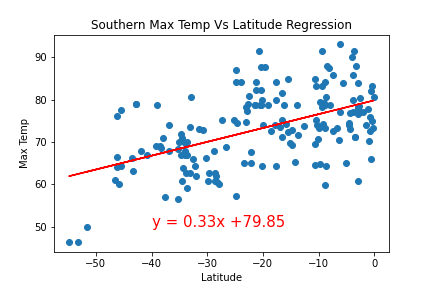 Southern Max Temp Vs Latitude Regression
Max Temp
90
80
70
60
50
y = 0.33x +79.85
−50 −40 −30 −20 −10 0
Latitude